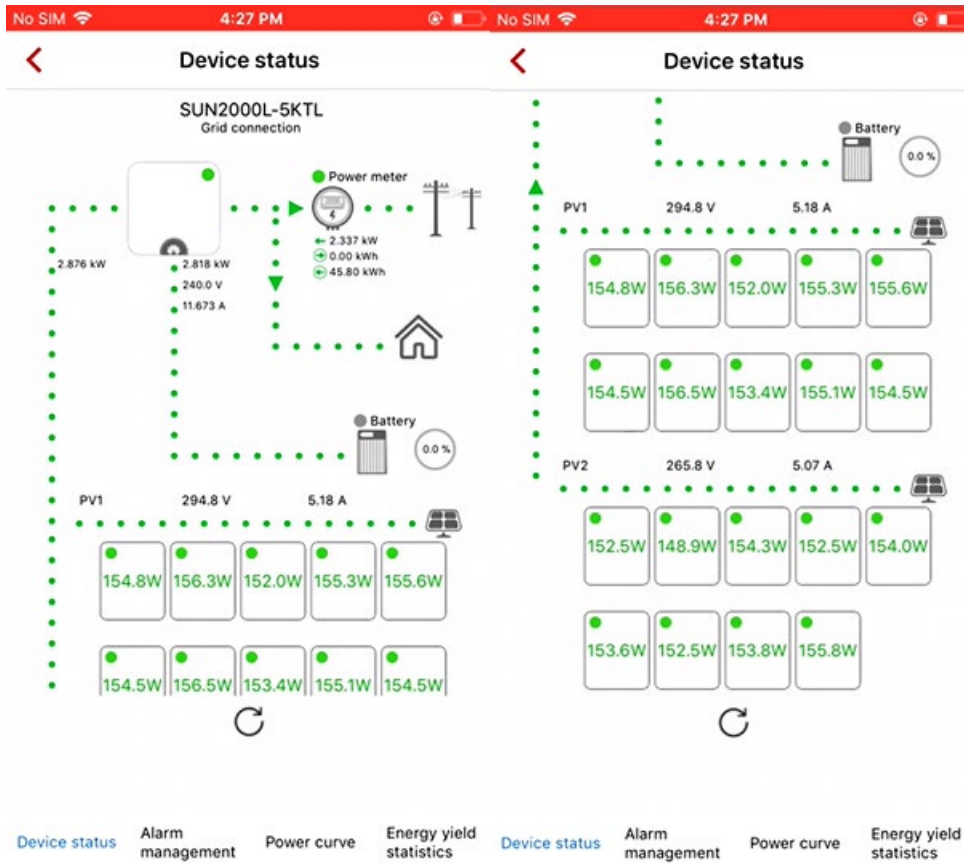 No SIM 4:27 PM
Device status
SUN2000L-5KTL
Grid connection
Power meter
2.337 kW
0.00 kWh
45.80 kWh
2.876 kW
2.818 kW
240.0 V
11.673 A
Battery
0.0 %
PV1 294.8 V 5.18 A
154.8W 156.3W 152.0W 155.3W 155.6W
154.5W 156.5W 153.4W 155.1W 154.5W
Device status Alarm management Power curve Energy yield statistics
No SIM 4:27 PM
Device status
Battery
0.0 %
PV1 294.8 V 5.18 A
154.8W 156.3W 152.0W 155.3W 155.6W
154.5W 156.5W 153.4W 155.1W 154.5W
PV2 265.8 V 5.07 A
152.5W 148.9W 154.3W 152.5W 154.0W
153.6W 152.5W 153.8W 155.8W
Device status Alarm management Power curve Energy yield statistics